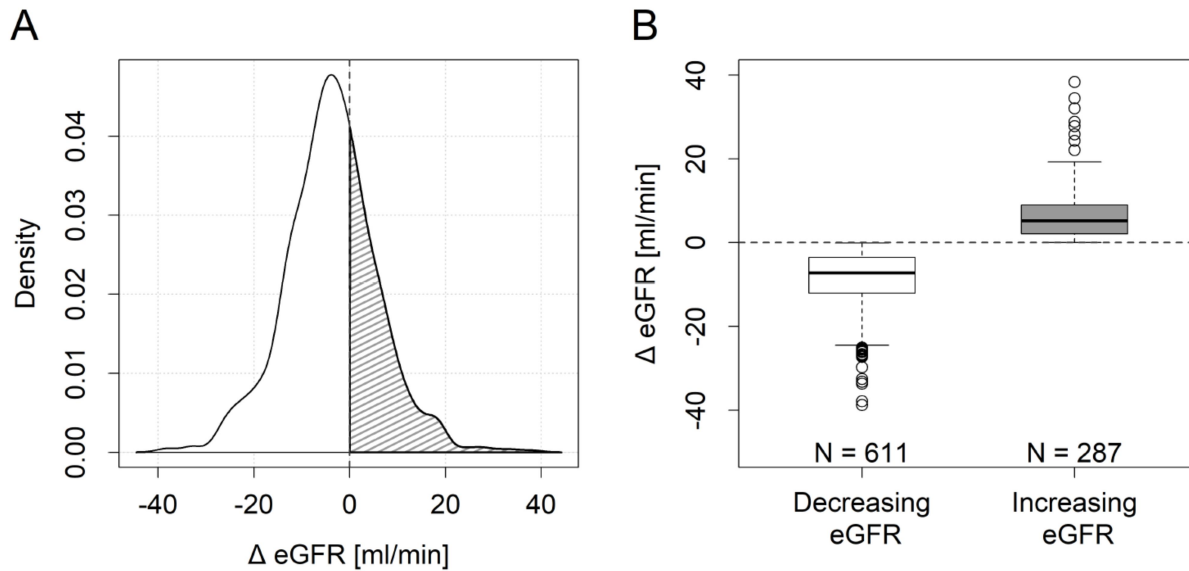 A
B
Density
0.00
0.01
0.02
0.03
0.04
-40
-20
0
20
40
Δ eGFR [ml/min]
Δ eGFR [ml/min]
40
20
0
-20
-40
N = 611
N = 287
Decreasing
eGFR
Increasing
eGFR